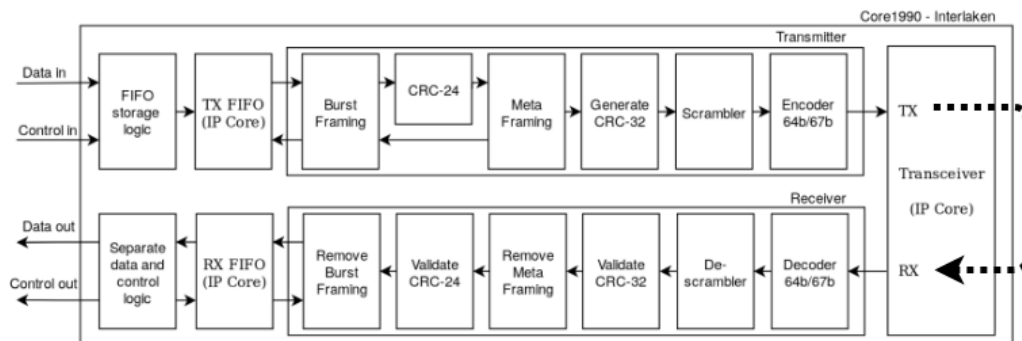 Core1990 - Interlaken
Transmitter
Data in
Control in
FIFO
storage
logic
TX FIFO
(IP Core)
Burst
Framing
CRC-24
Meta
Framing
Generate
CRC-32
Scrambler
Encoder
64b/67b
TX
Transceiver
(IP Core)
RX
Receiver
Data out
Control out
Separate
data and
control
logic
RX FIFO
(IP Core)
Remove
Burst
Framing
Validate
CRC-24
Remove
Meta
Framing
Validate
CRC-32
De-
scrambler
Decoder
64b/67b